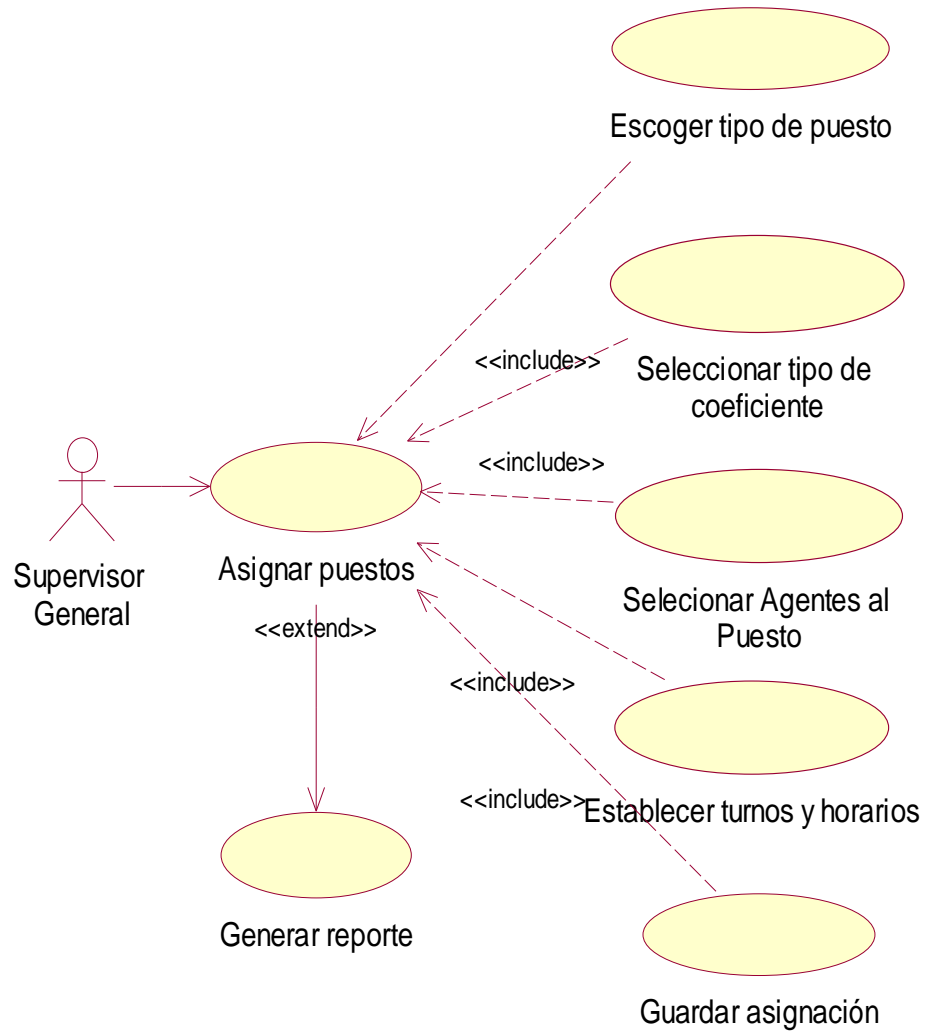 Escoger tipo de puesto
<<include>>
Seleccionar tipo de
coeficiente
<<include>>
Supervisor
General
Asignar puestos
Selecionar Agentes al
Puesto
<<extend>>
<<include>>
<<include>>
Establecer turnos y horarios
Generar reporte
Guardar asignación